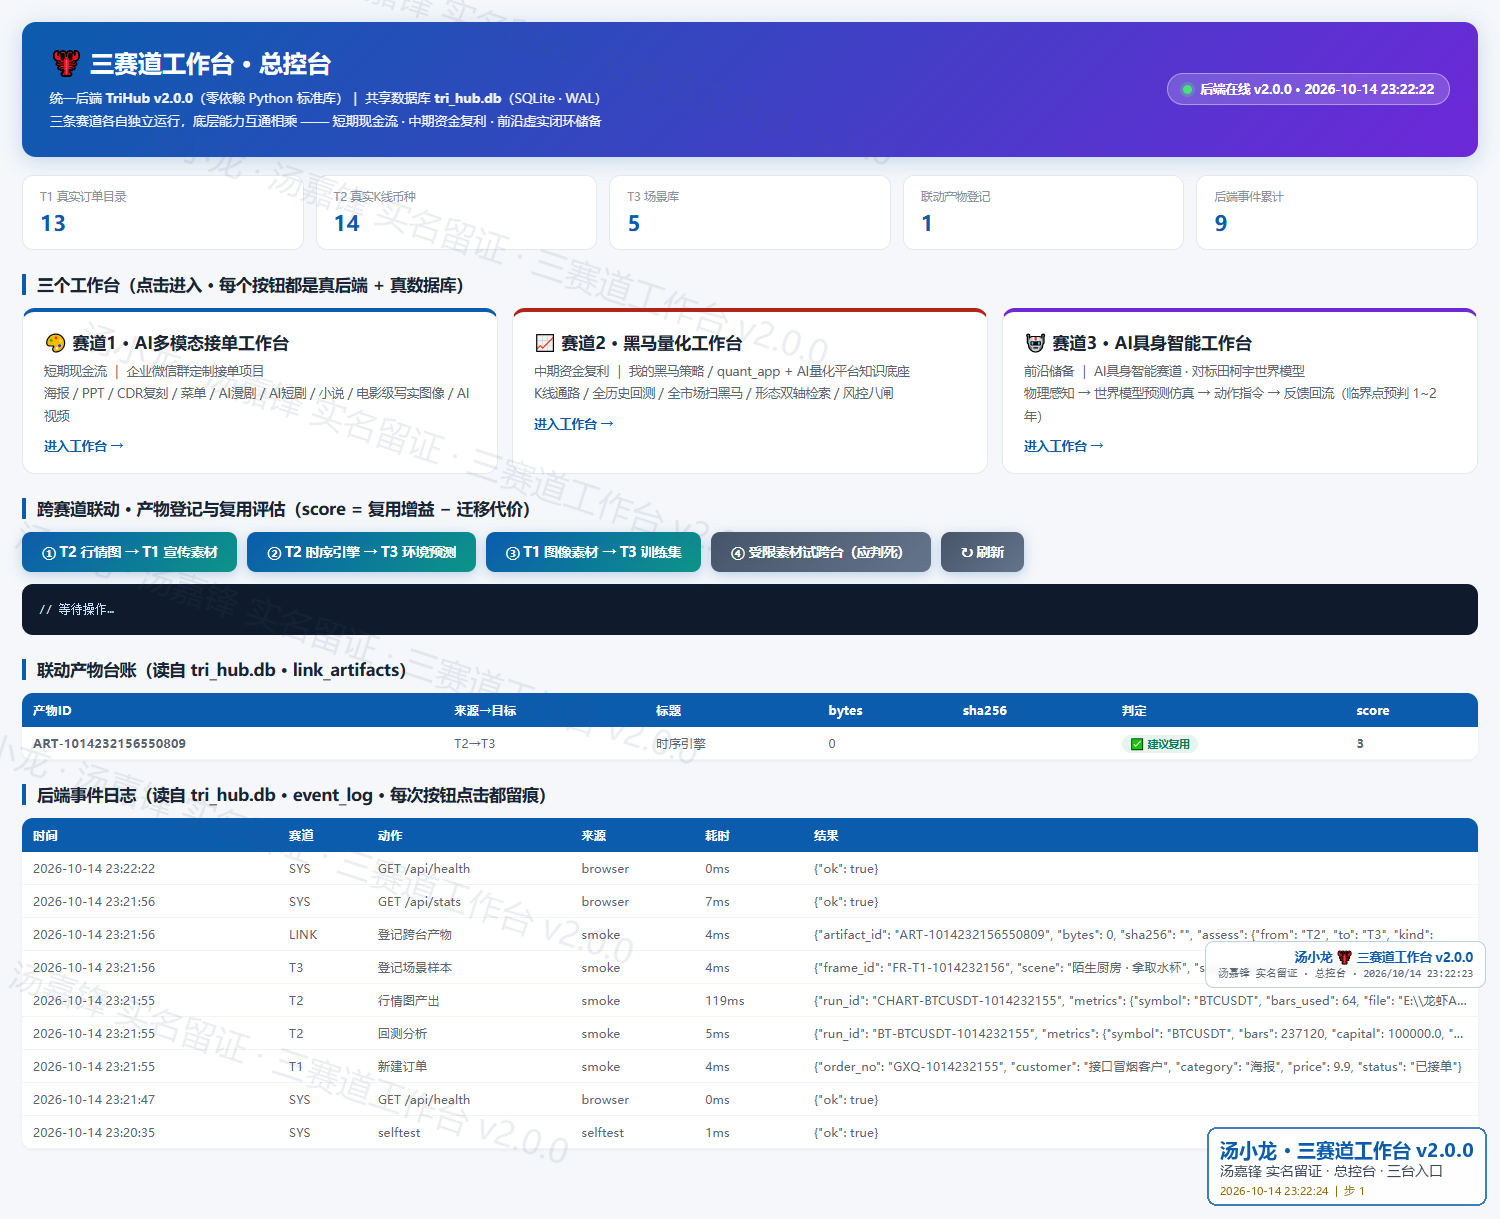 三赛道工作台 • 总控台
统一后端 TriHub v2.0.0（零依赖 Python 标准库） | 共享数据库 tri_hub.db（SQLite · WAL）
三条赛道各自独立运行，底层能力互通相乘 —— 短期现金流 · 中期资金复利 · 前沿虚实闭环储备
后端在线 v2.0.0 • 2026-10-14 23:22:22
T1 真实订单目录
13
T2 真实K线币种
14
T3 场景库
5
联动产物登记
1
后端事件累计
9
三个工作台（点击进入 • 每个按钮都是真后端 + 真数据库）
赛道1 • AI多模态接单工作台
短期现金流 | 企业微信群定制接单项目
海报 / PPT / CDR复刻 / 菜单 / AI漫剧 / AI短剧 / 小说 / 电影级写实图像 / AI
视频
进入工作台 →
赛道2 • 黑马量化工作台
中期资金复利 | 我的黑马策略 / quant_app + AI量化平台知识底座
K线通路 / 全历史回测 / 全市场扫黑马 / 形态双轴检索 / 风控八闸
进入工作台 →
赛道3 • AI具身智能工作台
前沿储备 | AI具身智能赛道 · 对标田柯宇世界模型
物理感知 → 世界模型预测仿真 → 动作指令 → 反馈回流（临界点预判 1~2
年）
进入工作台 →
跨赛道联动 • 产物登记与复用评估（score = 复用增益 − 迁移代价）
① T2 行情图 → T1 宣传素材
② T2 时序引擎 → T3 环境预测
③ T1 图像素材 → T3 训练集
④ 受限素材试跨台（应判死）
↻ 刷新
// 等待操作…
联动产物台账（读自 tri_hub.db • link_artifacts）
产物ID 来源→目标 标题 bytes sha256 判定 score
ART-1014232156550809 T2→T3 时序引擎 0 ✅ 建议复用 3
后端事件日志（读自 tri_hub.db • event_log • 每次按钮点击都留痕）
时间 赛道 动作 来源 耗时 结果
2026-10-14 23:22:22 SYS GET /api/health browser 0ms {"ok": true}
2026-10-14 23:21:56 SYS GET /api/stats browser 7ms {"ok": true}
2026-10-14 23:21:56 LINK 登记跨台产物 smoke 4ms {"artifact_id": "ART-1014232156550809", "bytes": 0, "sha256": "", "assess": {"from": "T2", "to": "T3", "kind":
2026-10-14 23:21:56 T3 登记场景样本 smoke 4ms {"frame_id": "FR-T1-1014232156", "scene": "陌生厨房 · 拿取水杯", "s
2026-10-14 23:21:55 T2 行情图产出 smoke 119ms {"run_id": "CHART-BTCUSDT-1014232155", "metrics": {"symbol": "BTCUSDT", "bars_used": 64, "file": "E:\\龙虾A...
2026-10-14 23:21:55 T2 回测分析 smoke 5ms {"run_id": "BT-BTCUSDT-1014232155", "metrics": {"symbol": "BTCUSDT", "bars": 237120, "capital": 100000.0, "...
2026-10-14 23:21:55 T1 新建订单 smoke 4ms {"order_no": "GXQ-1014232155", "customer": "接口冒烟客户", "category": "海报", "price": 9.9, "status": "已接单"}
2026-10-14 23:21:47 SYS GET /api/health browser 0ms {"ok": true}
2026-10-14 23:20:35 SYS selftest selftest 1ms {"ok": true}
汤小龙 三赛道工作台 v2.0.0
汤嘉锋 实名留证 · 总控台 · 2026/10/14 23:22:23
汤小龙 • 三赛道工作台 v2.0.0
汤嘉锋 实名留证 · 总控台 · 三台入口
2026-10-14 23:22:24 | 步 1